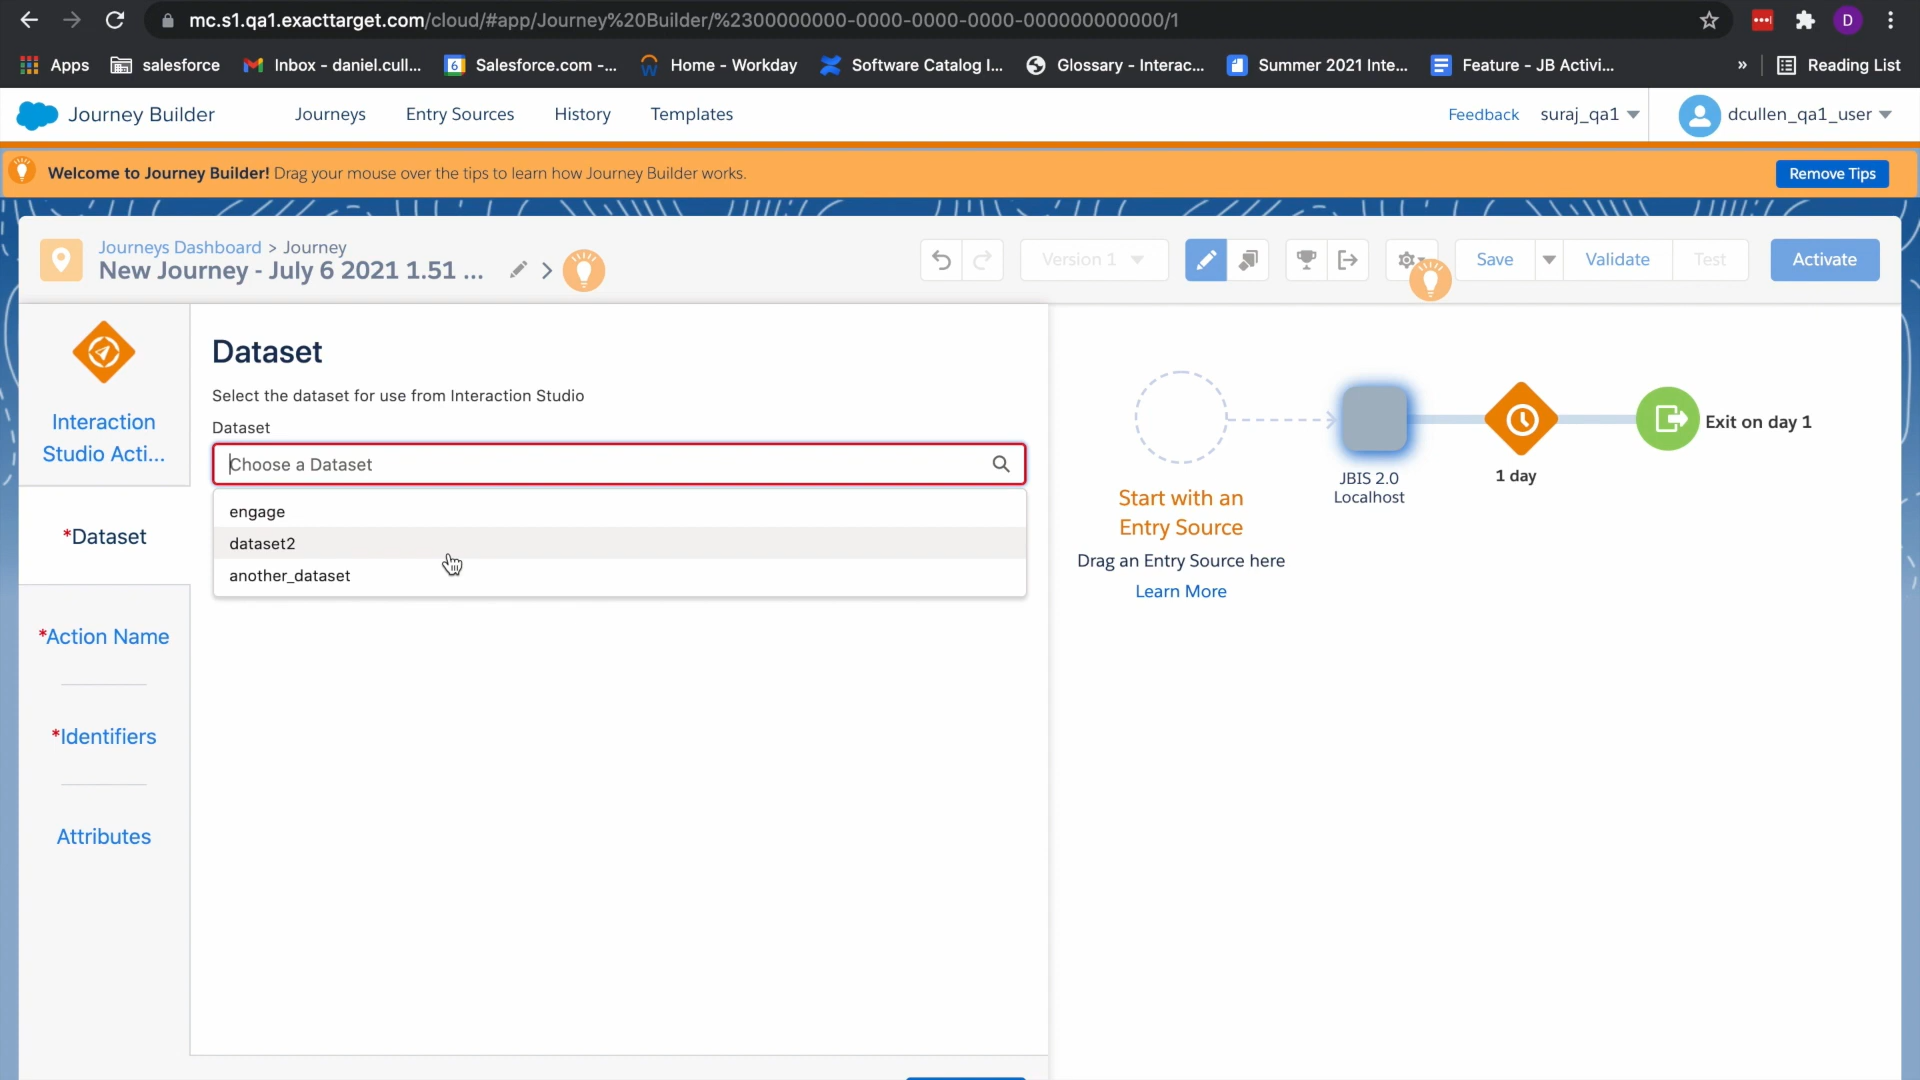 mc.s1.qa1.exacttarget.com/cloud/#app/Journey%20Builder/%2300000000-0000-0000-0000-000000000000/1
D
Apps
salesforce
Inbox - daniel.cull...
6
Salesforce.com -...
Home - Workday
Software Catalog I...
Glossary - Interac...
Summer 2021 Inte...
Feature - JB Activi...
»
Reading List
Journey Builder
Journeys
Entry Sources
History
Templates
Feedback
suraj_qa1
dcullen_qa1_user
Welcome to Journey Builder! Drag your mouse over the tips to learn how Journey Builder works.
Remove Tips
Journeys Dashboard > Journey
New Journey - July 6 2021 1.51 ...
Version 1
Save
Validate
Test
Activate
Interaction
Studio Acti...
*Dataset
*Action Name
*Identifiers
Attributes
Dataset
Select the dataset for use from Interaction Studio
Dataset
Choose a Dataset
engage
dataset2
another_dataset
Start with an
Entry Source
Drag an Entry Source here
Learn More
JBIS 2.0
Localhost
1 day
Exit on day 1